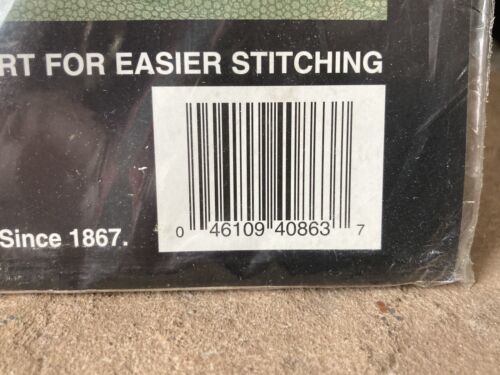 RT FOR EASIER STITCHING
0 46109 40863 7
Since 1867.